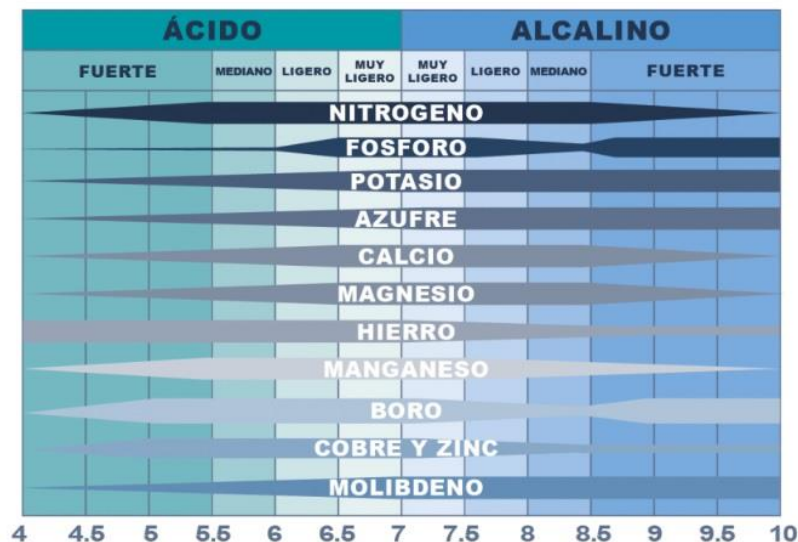 ÁCIDO ALCALINO
FUERTE MEDIANO LIGERO MUY LIGERO MUY LIGERO LIGERO MEDIANO FUERTE
NITROGENO
FOSFORO
POTASIO
AZUFRE
CALCIO
MAGNESIO
HIERRO
MANGANESO
BORO
COBRE Y ZINC
MOLIBDENO
4 4.5 5 5.5 6 6.5 7 7.5 8 8.5 9 9.5 10